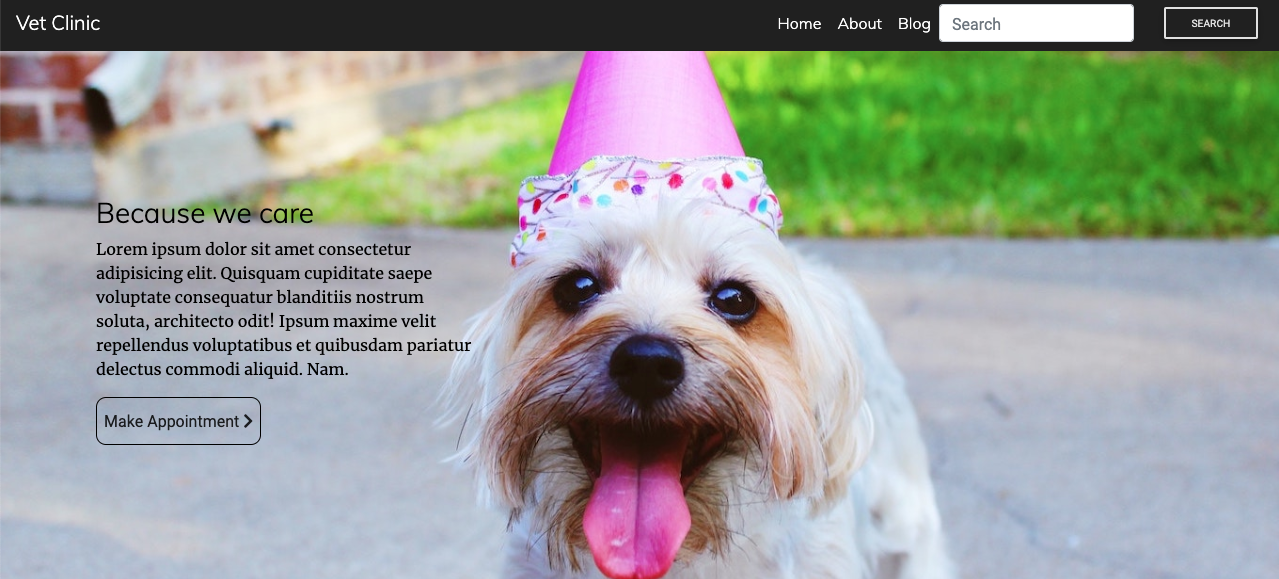 Vet Clinic
Home About Blog Search SEARCH
Because we care
Lorem ipsum dolor sit amet consectetur
adipisicing elit. Quisquam cupiditate saepe
voluptate consequatur blanditiis nostrum
soluta, architecto odit! Ipsum maxime velit
repellendus voluptatibus et quibusdam pariatur
delectus commodi aliquid. Nam.
Make Appointment